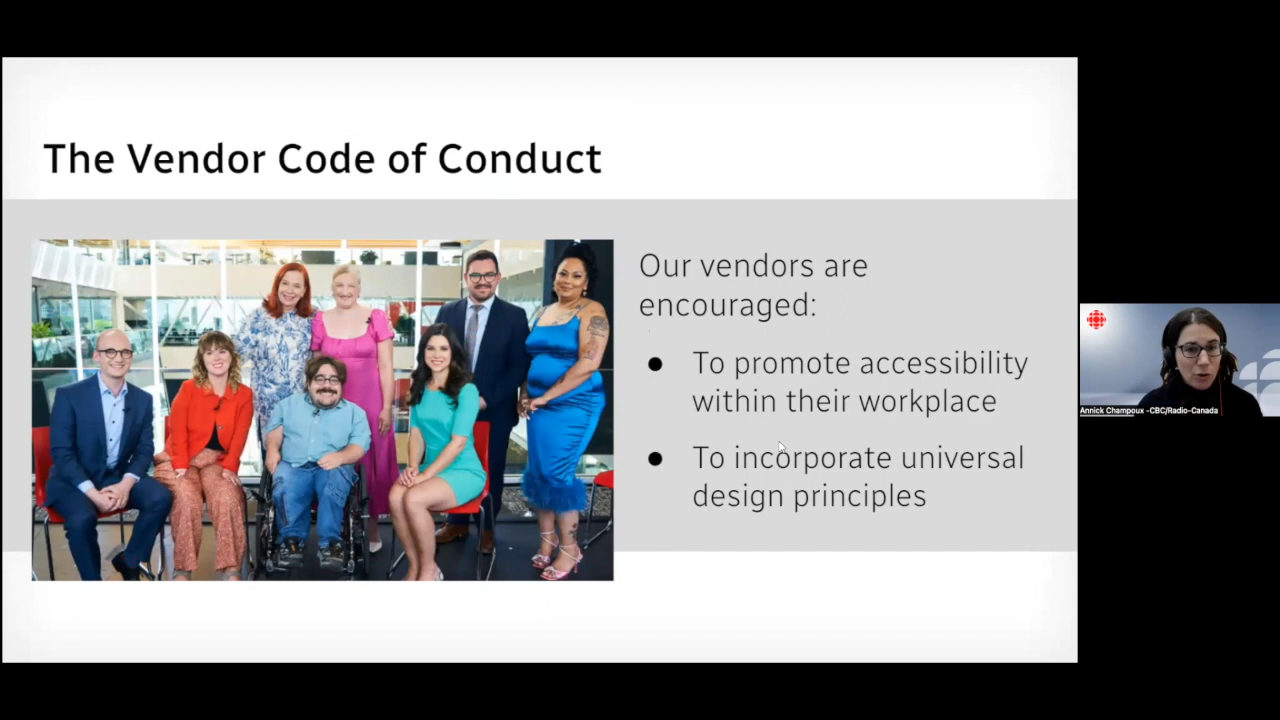 The Vendor Code of Conduct
Our vendors are
encouraged:
● To promote accessibility
within their workplace
● To incorporate universal
design principles
Annick Champoux -CBC/Radio-Canada